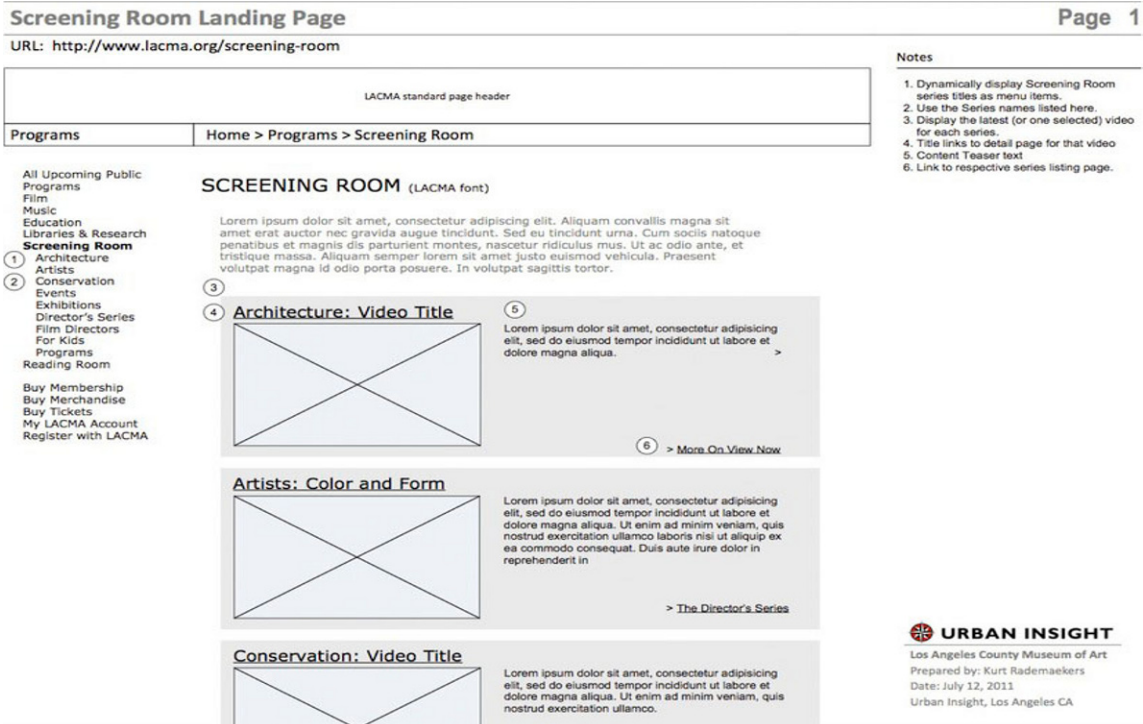 Screening Room Landing Page
Page 1
URL: http://www.lacma.org/screening-room
LACMA standard page header
Programs
Home > Programs > Screening Room
All Upcoming Public
Programs
Film
Music
Education
Libraries & Research
Screening Room
1 Architecture
Artists
2 Conservation
Events
Exhibitions
Director's Series
Film Directors
For Kids
Programs
Reading Room
Buy Membership
Buy Merchandise
Buy Tickets
My LACMA Account
Register with LACMA
SCREENING ROOM (LACMA font)
Lorem ipsum dolor sit amet, consectetur adipiscing elit. Aliquam convallis magna sit
amet erat auctor nec gravida augue tincidunt. Sed eu tincidunt urna. Cum sociis natoque
penatibus et magnis dis parturient montes, nascetur ridiculus mus. Ut ac odio ante, et
tristique massa. Aliquam semper lorem sit amet justo euismod vehicula. Praesent
volutpat magna id odio porta posuere. In volutpat sagittis tortor.
3
4 Architecture: Video Title
5
Lorem ipsum dolor sit amet, consectetur adipisicing
elit, sed do eiusmod tempor incididunt ut labore et
dolore magna aliqua. >
6 > More On View Now
Artists: Color and Form
Lorem ipsum dolor sit amet, consectetur adipisicing
elit, sed do eiusmod tempor incididunt ut labore et
dolore magna aliqua. Ut enim ad minim veniam, quis
nostrud exercitation ullamco laboris nisi ut aliquip ex
ea commodo consequat. Duis aute irure dolor in
reprehenderit in
> The Director's Series
Conservation: Video Title
Lorem ipsum dolor sit amet, consectetur adipisicing
elit, sed do eiusmod tempor incididunt ut labore et
dolore magna aliqua. Ut enim ad minim veniam, quis
nostrud exercitation ullamco.
Notes
1. Dynamically display Screening Room
series titles as menu items.
2. Use the Series names listed here.
3. Display the latest (or one selected) video
for each series.
4. Title links to detail page for that video
5. Content Teaser text
6. Link to respective series listing page.
URBAN INSIGHT
Los Angeles County Museum of Art
Prepared by: Kurt Rademaekers
Date: July 12, 2011
Urban Insight, Los Angeles CA